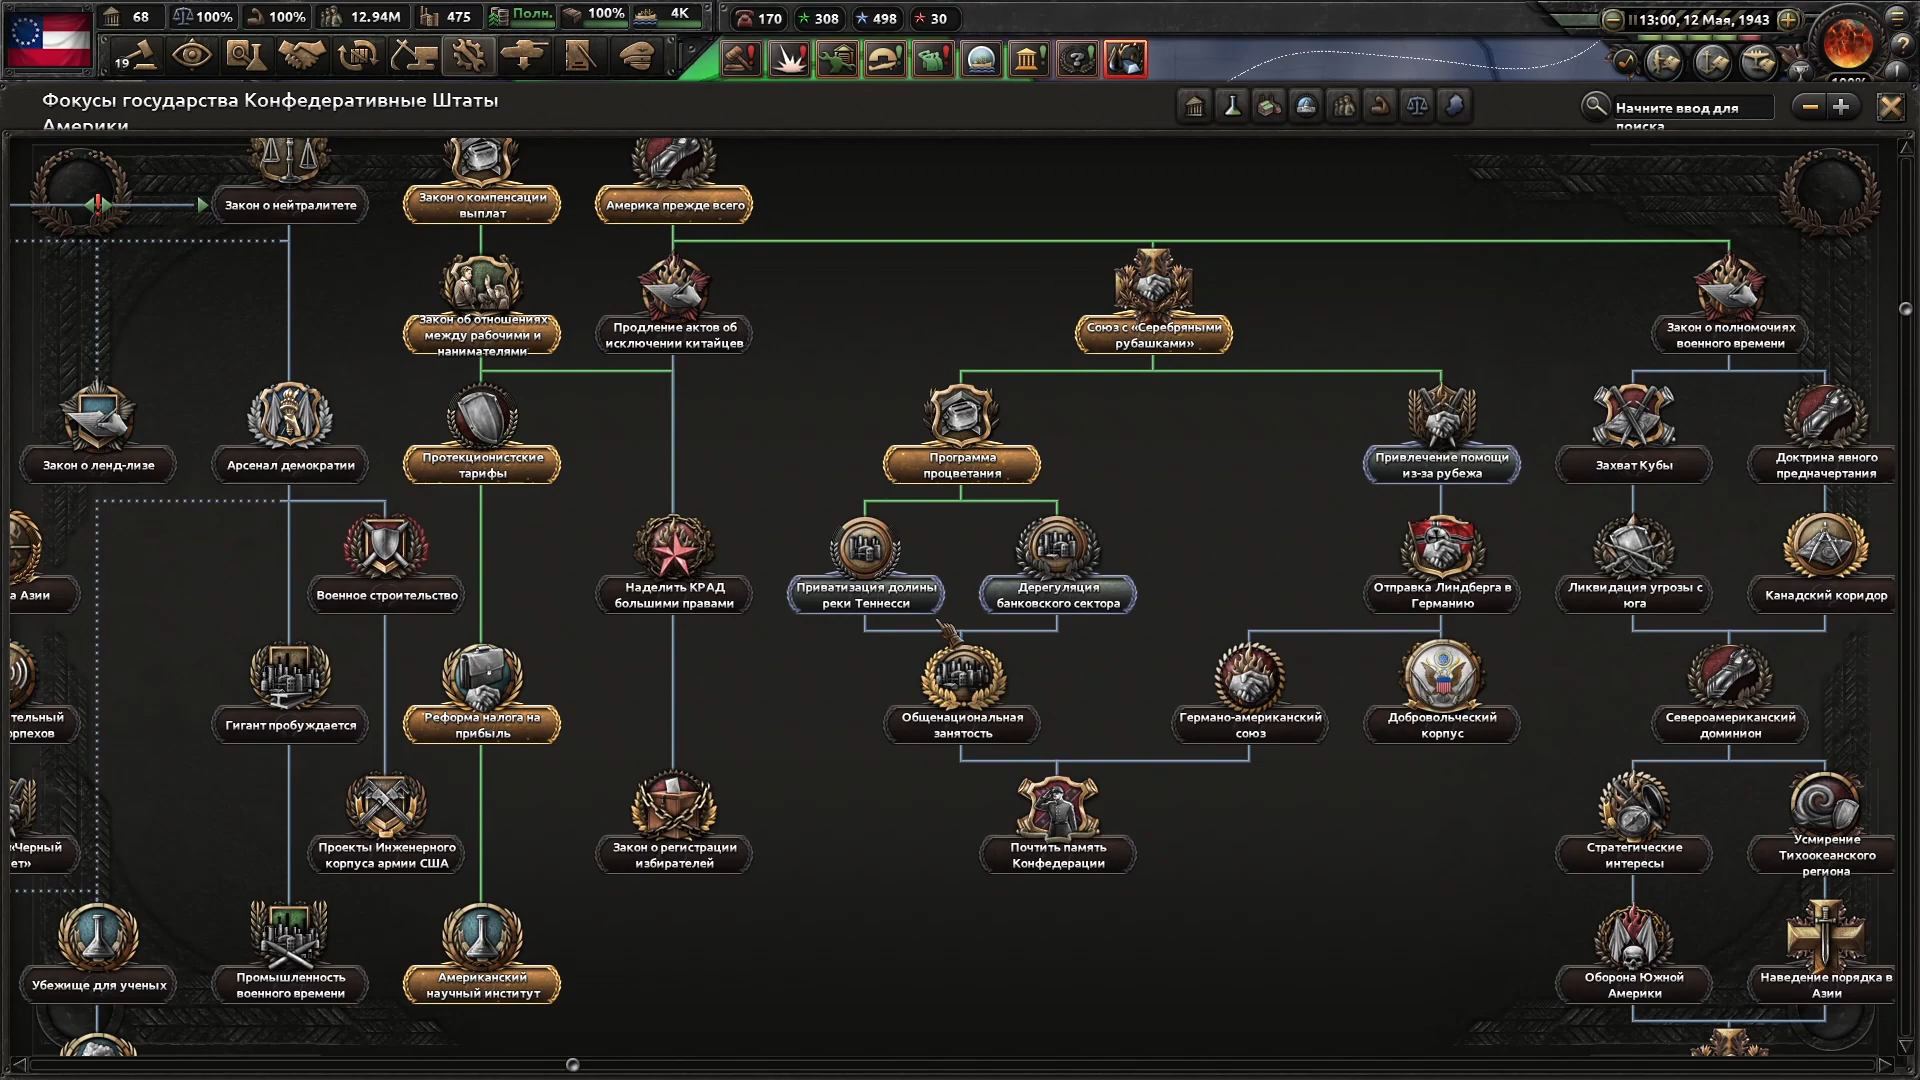 68
100%
100%
12.94M
475
Полн.
100%
4K
170
308
498
30
13:00, 12 Мая, 1943
19
100%
Фокусы государства Конфедеративные Штаты
Америки
Начните ввод для
поиска
Закон о нейтралитете
Закон о компенсации
выплат
Америка прежде всего
Закон об отношениях
между рабочими и
нанимателями
Продление актов об
исключении китайцев
Союз с «Серебряными
рубашками»
Закон о полномочиях
военного времени
Закон о ленд-лизе
Арсенал демократии
Протекционистские
тарифы
Программа
процветания
Привлечение помощи
из-за рубежа
Захват Кубы
Доктрина явного
предначертания
а Азии
Военное строительство
Наделить КРАД
большими правами
Приватизация долины
реки Теннесси
Дерегуляция
банковского сектора
Отправка Линдберга в
Германию
Ликвидация угрозы с
юга
Канадский коридор
тельный
орпехов
Гигант пробуждается
Реформа налога на
прибыль
Общенациональная
занятость
Германо-американский
союз
Добровольческий
корпус
Североамериканский
доминион
«Черный
ет»
Проекты Инженерного
корпуса армии США
Закон о регистрации
избирателей
Почтить память
Конфедерации
Стратегические
интересы
Усмирение
Тихоокеанского
региона
Убежище для ученых
Промышленность
военного времени
Американский
научный институт
Оборона Южной
Америки
Наведение порядка в
Азии